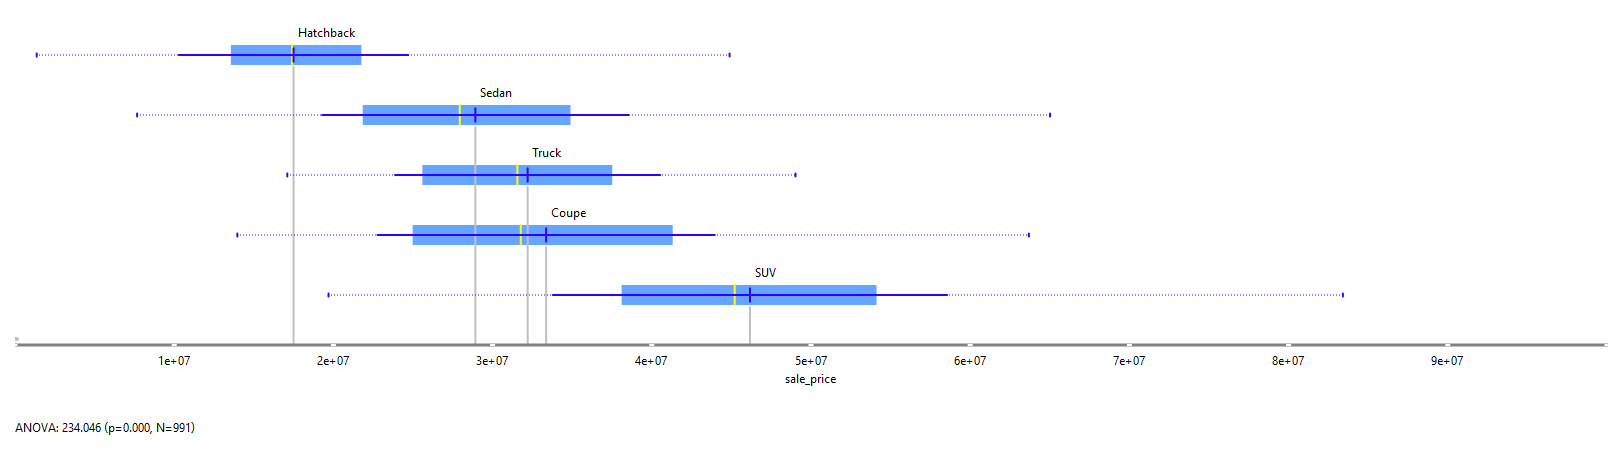 Hatchback
Sedan
Truck
Coupe
SUV
1e+07 2e+07 3e+07 4e+07 5e+07 6e+07 7e+07 8e+07 9e+07
sale_price
ANOVA: 234.046 (p=0.000, N=991)